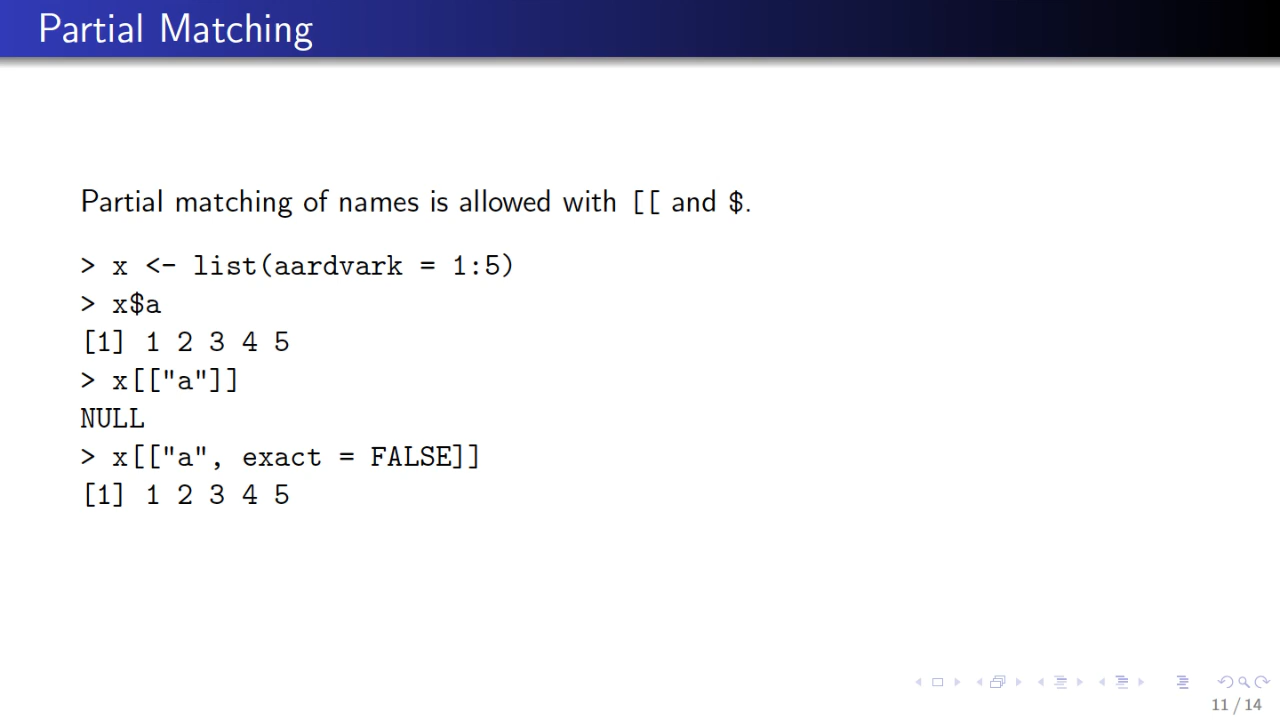 Partial Matching
Partial matching of names is allowed with [[ and $.
> x <- list(aardvark = 1:5)
> x$a
[1] 1 2 3 4 5
> x[["a"]]
NULL
> x[["a", exact = FALSE]]
[1] 1 2 3 4 5
11 / 14